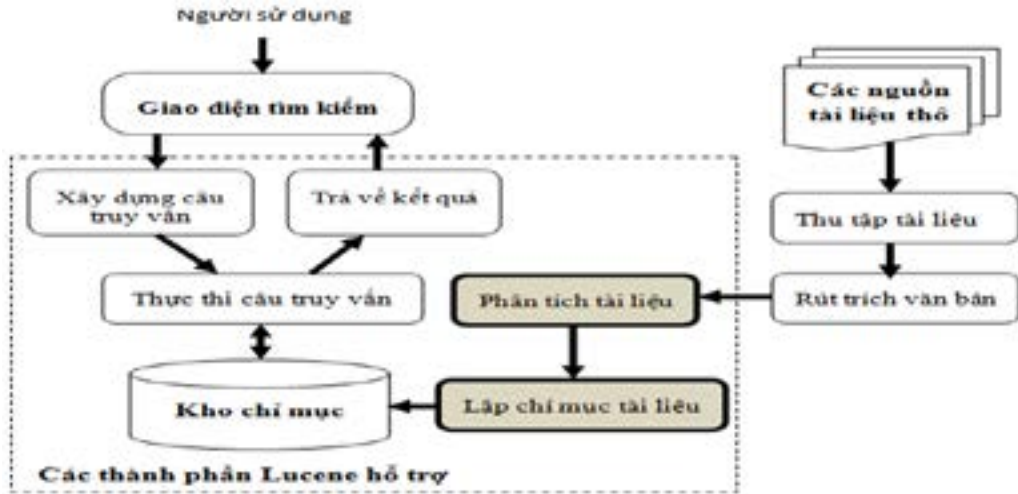 Người sử dụng
Giao diện tìm kiếm
Xây dựng câu
truy vấn
Trả về kết quả
Thực thi câu truy vấn
Kho chỉ mục
Các thành phần Lucene hỗ trợ
Các nguồn
tài liệu thô
Thu tập tài liệu
Rút trích văn bản
Phân tích tài liệu
Lập chỉ mục tài liệu